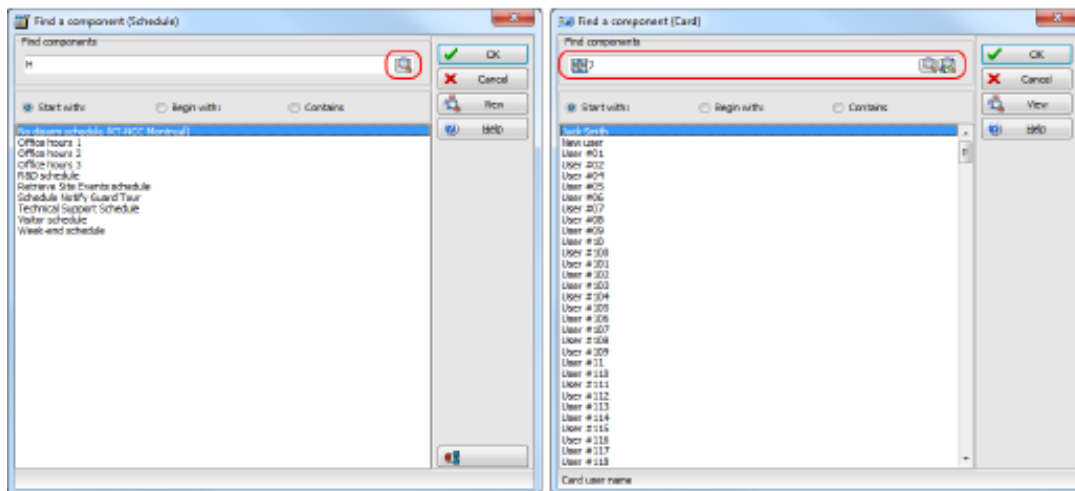 Find a component (Schedule)
Find components
OK
Cancel
View
Help
Start with:
Begin with:
Contains
Office hours 1
Office hours 2
Office hours 3
R&D schedule
Retrieve Site Events schedule
Schedule Notify Guard Tour
Technical Support Schedule
Visitor schedule
Week-end schedule
Find a component (Card)
Find components
J
OK
Cancel
View
Help
Start with:
Begin with:
Contains
Jack Smith
New user
User #01
User #02
User #04
User #05
User #06
User #07
User #08
User #09
User #10
User #100
User #101
User #102
User #103
User #104
User #105
User #106
User #107
User #108
User #109
User #11
User #110
User #111
User #112
User #113
User #114
User #115
User #116
User #117
User #118
Card user name